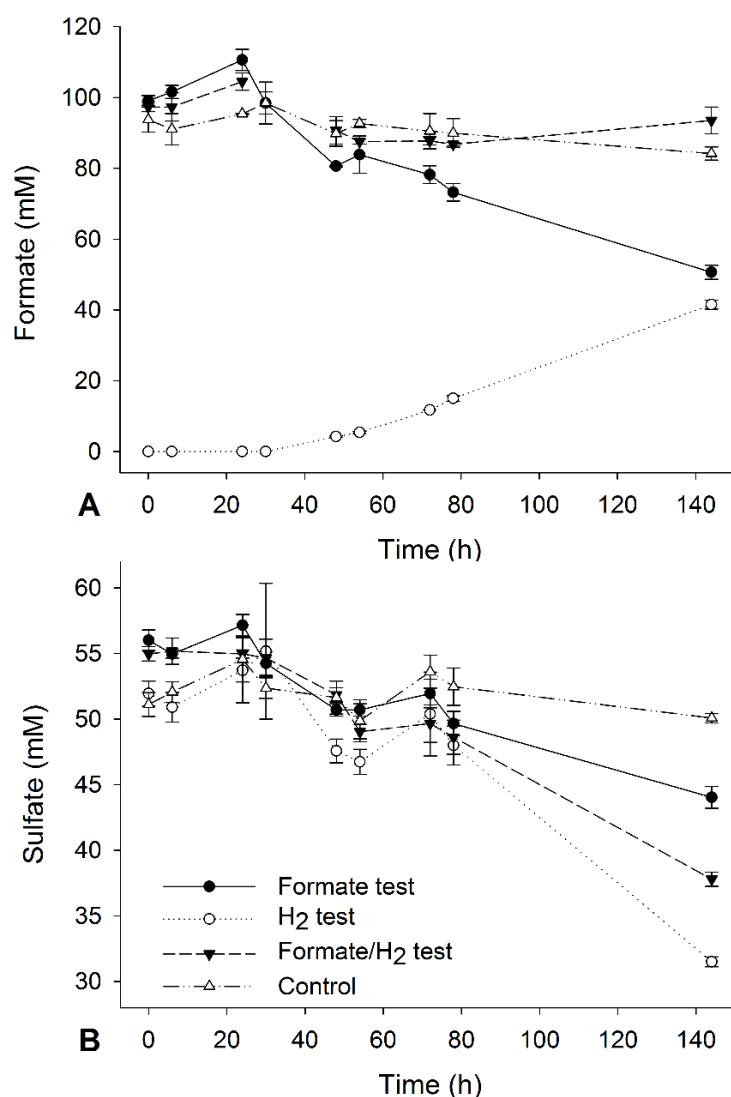 120
100
80
60
40
20
0
Formate (mM)
0 20 40 60 80 100 120 140
A
Time (h)
60
55
50
45
40
35
30
Sulfate (mM)
Formate test
H2 test
Formate/H2 test
Control
0 20 40 60 80 100 120 140
B
Time (h)